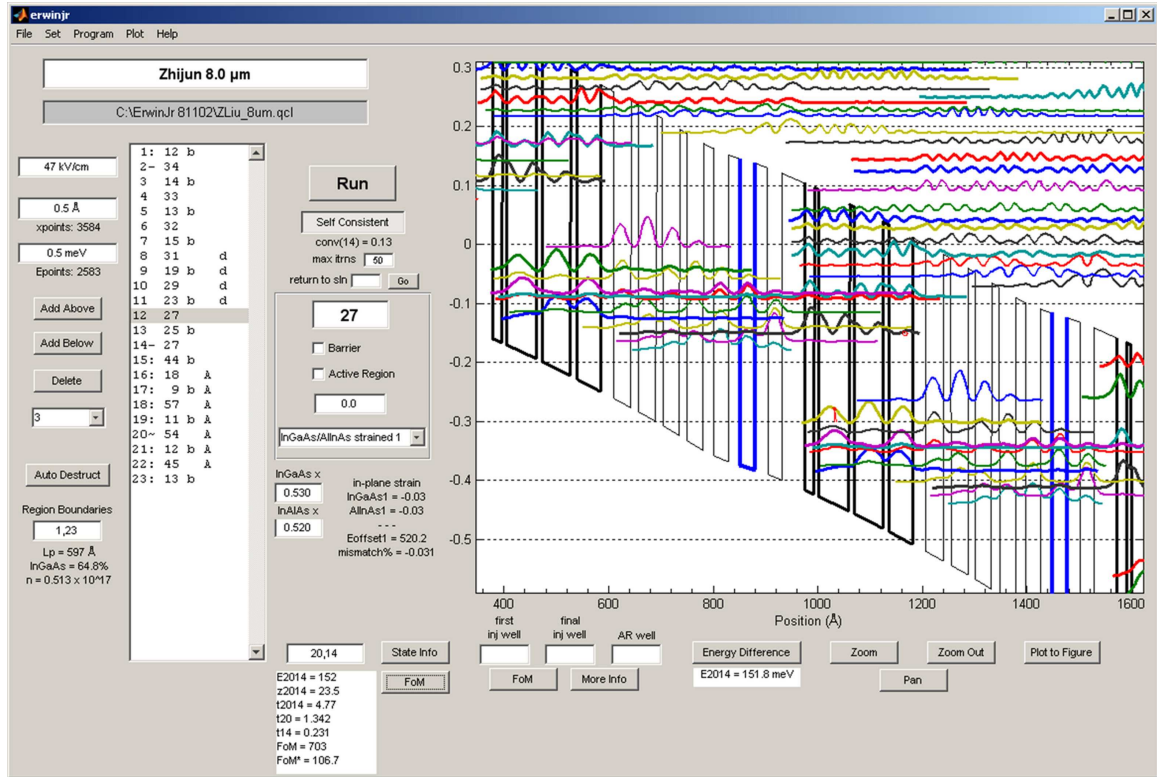 erwinjr
File Set Program Plot Help
Zhijun 8.0 µm
C:\ErwinJr 81102\ZLiu_8um.qcl
47 kV/cm
0.5 Å
xpoints: 3584
0.5 meV
Epoints: 2583
Add Above
Add Below
Delete
3
Auto Destruct
Region Boundaries
1,23
Lp = 597 Å
InGaAs = 64.8%
n = 0.513 x 10^17
1: 12 b
2- 34
3 14 b
4 33
5 13 b
6 32
7 15 b
8 31 d
9 19 b d
10 29 d
11 23 b d
12 27
13 25 b
14- 27
15: 44 b
16: 18 A
17: 9 b A
18: 57 A
19: 11 b A
20~ 54 A
21: 12 b A
22: 45 A
23: 13 b
Run
Self Consistent
conv(14) = 0.13
max itrns 50
return to sln Go
27
Barrier
Active Region
0.0
InGaAs/AlInAs strained 1
InGaAs x
0.530
InAlAs x
0.520
in-plane strain
InGaAs1 = -0.03
AlInAs1 = -0.03
- - -
Eoffset1 = 520.2
mismatch% = -0.031
0.3
0.2
0.1
0
-0.1
-0.2
-0.3
-0.4
-0.5
400 600 800 1000 1200 1400 1600
Position (Å)
first inj well
final inj well
AR well
FoM
More Info
Energy Difference
E2014 = 151.8 meV
Zoom
Zoom Out
Plot to Figure
Pan
20,14
State Info
FoM
E2014 = 152
z2014 = 23.5
t2014 = 4.77
t20 = 1.342
t14 = 0.231
FoM = 703
FoM* = 106.7